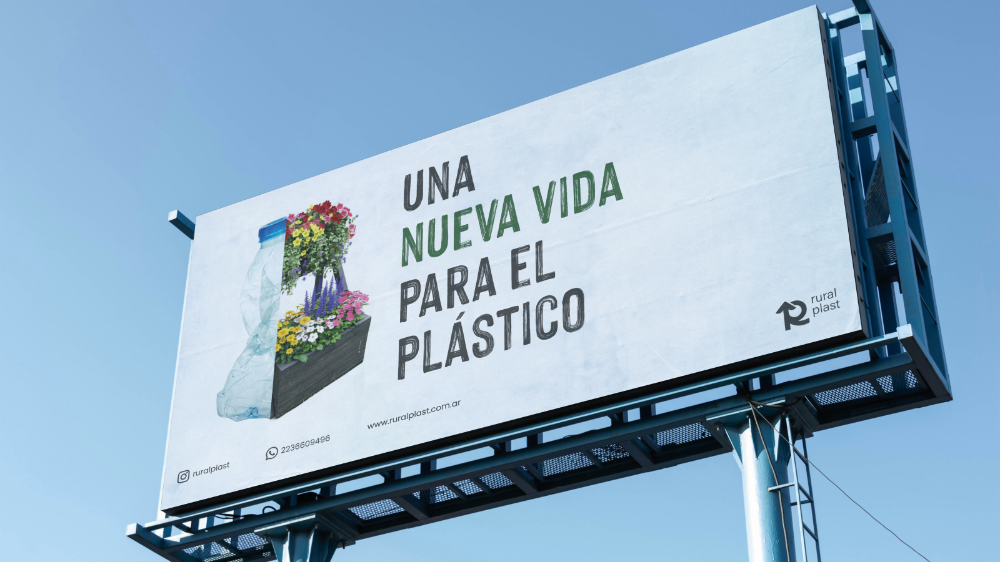 UNA
NUEVA VIDA
PARA EL
PLÁSTICO
rural
plast
www.ruralplast.com.ar
2236609496
ruralplast